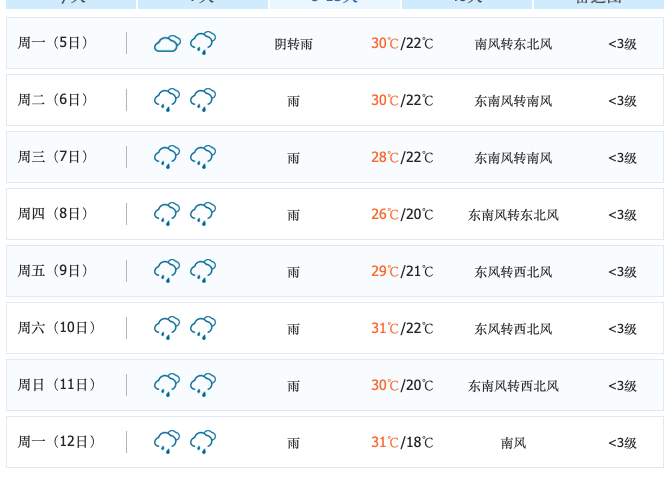 周一（5日） 阴转雨 30℃/22℃ 南风转东北风 <3级
周二（6日） 雨 30℃/22℃ 东南风转南风 <3级
周三（7日） 雨 28℃/22℃ 东南风转南风 <3级
周四（8日） 雨 26℃/20℃ 东南风转东北风 <3级
周五（9日） 雨 29℃/21℃ 东风转西北风 <3级
周六（10日） 雨 31℃/22℃ 东风转西北风 <3级
周日（11日） 雨 30℃/20℃ 东南风转西北风 <3级
周一（12日） 雨 31℃/18℃ 南风 <3级